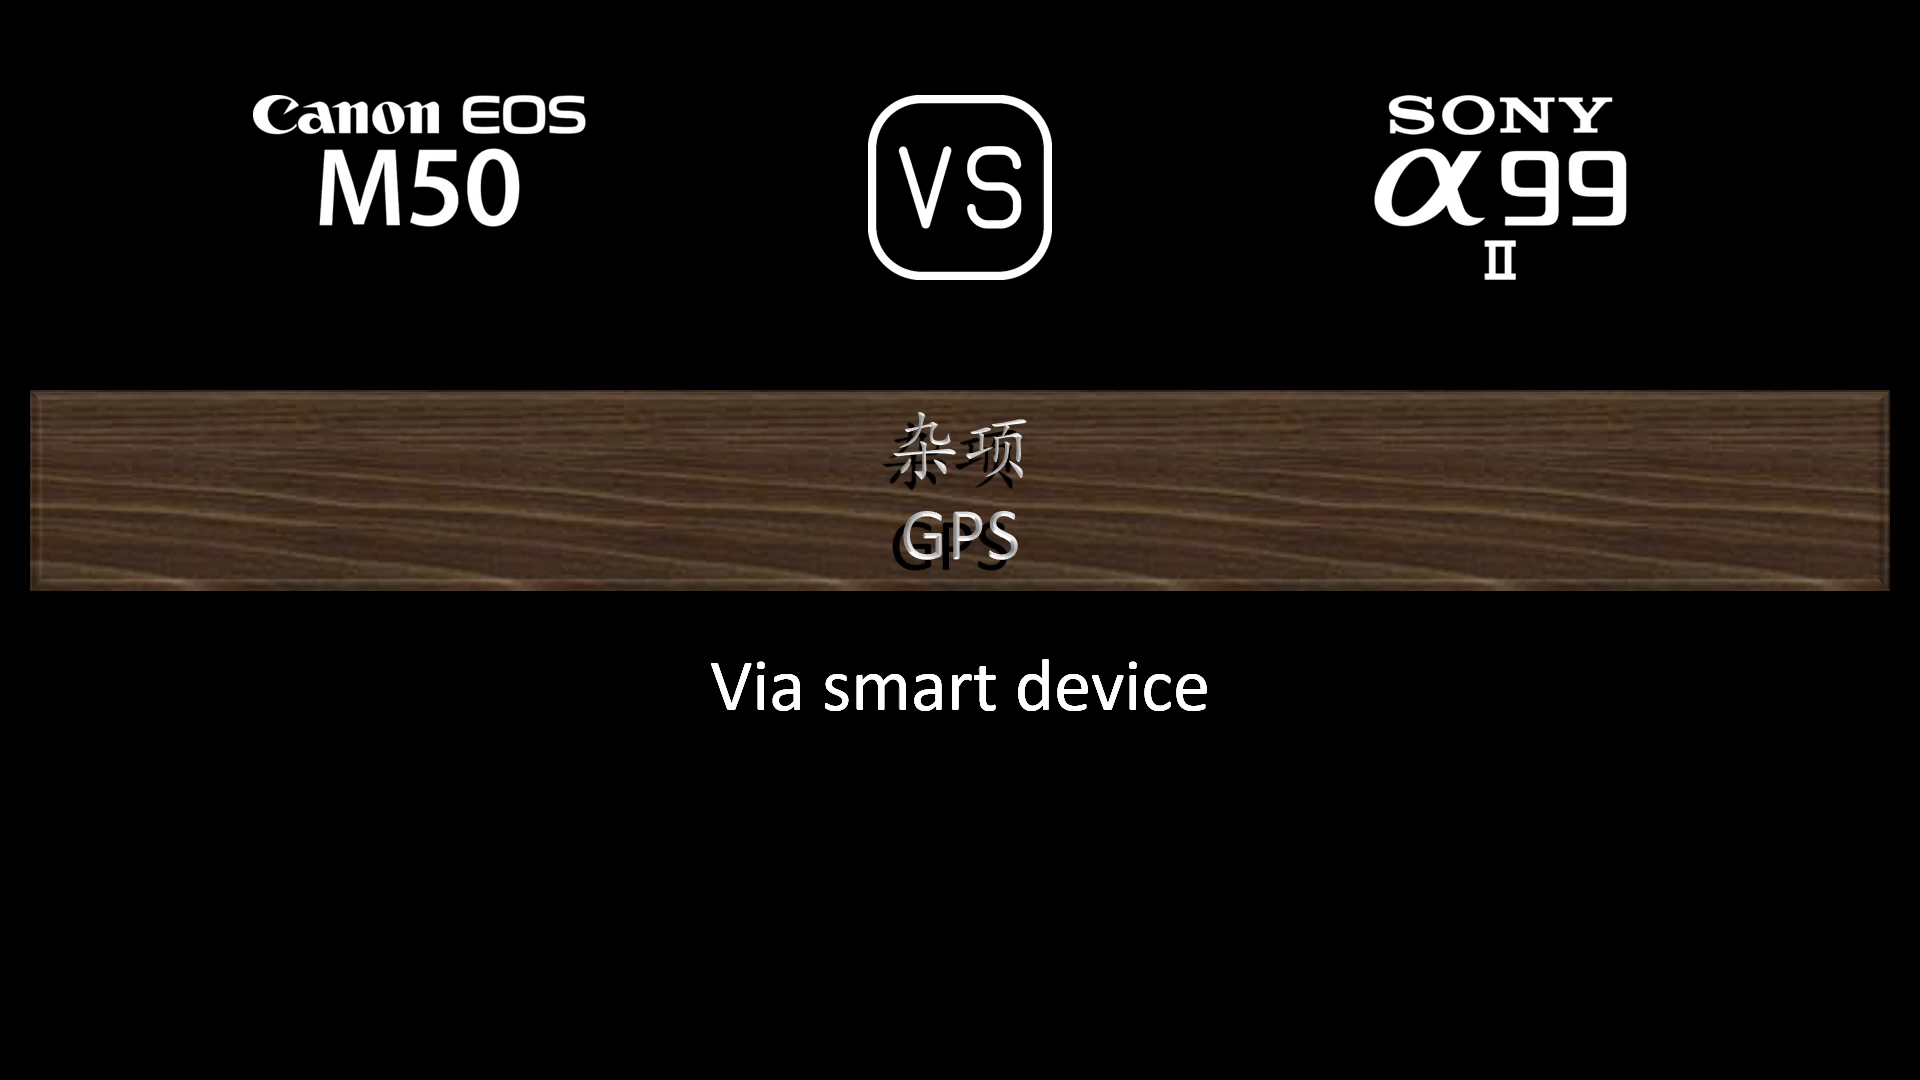 Canon EOS
M50
VS
SONY
α99
II
杂项
GPS
Via smart device